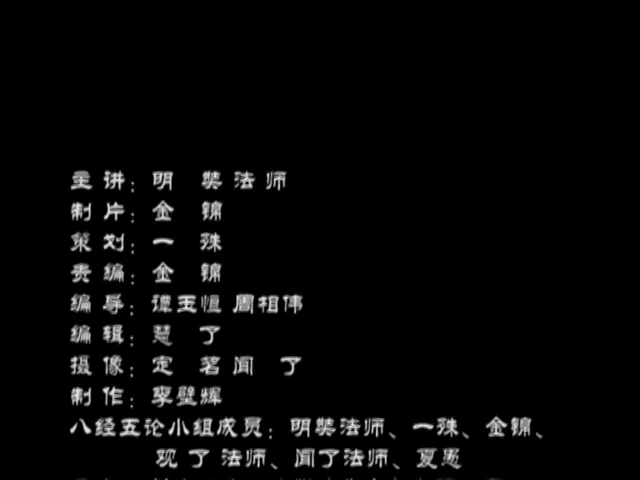 主 讲：明 奘 法 师
制 片：金 锦
策 划：一 殊
责 编：金 锦
编 导：谭玉恒 周相伟
编 辑：慧 了
摄 像：定 茗 闻 了
制 作：李壁辉
八经五论小组成员：明奘法师、一殊、金锦、
观 了 法师、闻了法师、夏愚